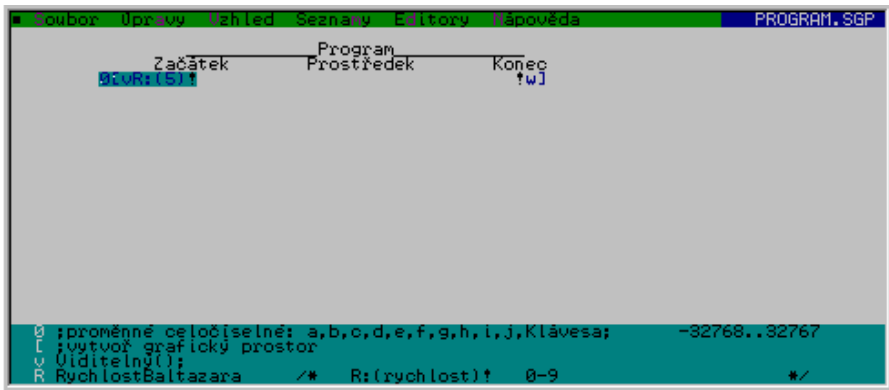 Soubor Úpravy Vzhled Seznamy Editory Nápověda PROGRAM.SGP
Program
Začátek Prostředek Konec
0[vR:(5)! !w]
0 ;proměnné celočíselné: a,b,c,d,e,f,g,h,i,j,Klávesa; -32768..32767
[ ;vytvoř grafický prostor
v Viditelný();
R RychlostBaltazara /* R:(rychlost)! 0-9 */